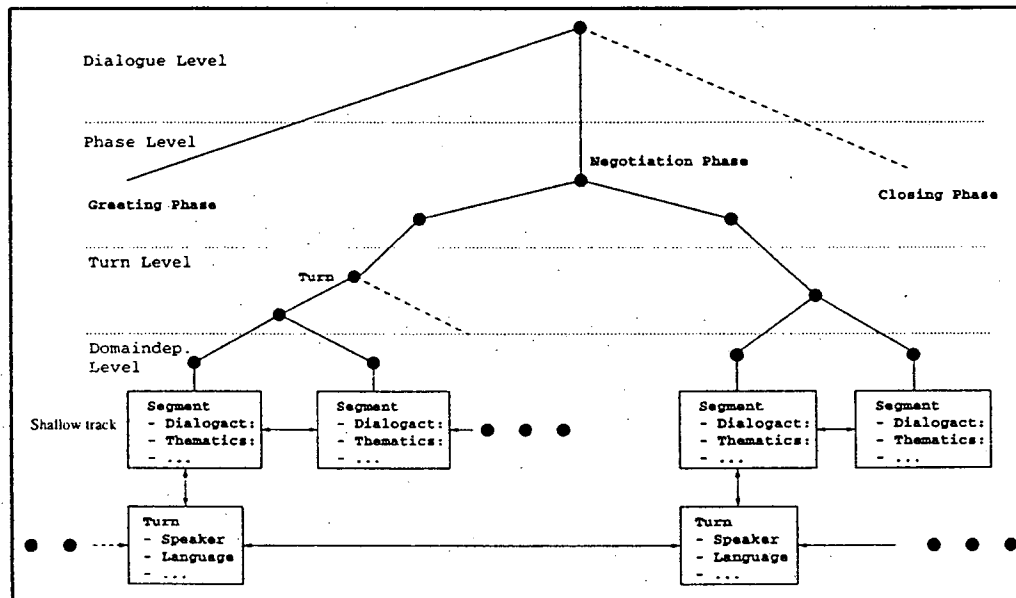 Dialogue Level
Phase Level
Negotiation Phase
Greeting Phase
Closing Phase
Turn Level
Turn
Domaindep.
Level
Shallow track
Segment
- Dialogact:
- Thematics:
- ...
Segment
- Dialogact:
- Thematics:
- ...
Segment
- Dialogact:
- Thematics:
- ...
Segment
- Dialogact:
- Thematics:
- ...
Turn
- Speaker
- Language
- ...
Turn
- Speaker
- Language
- ...